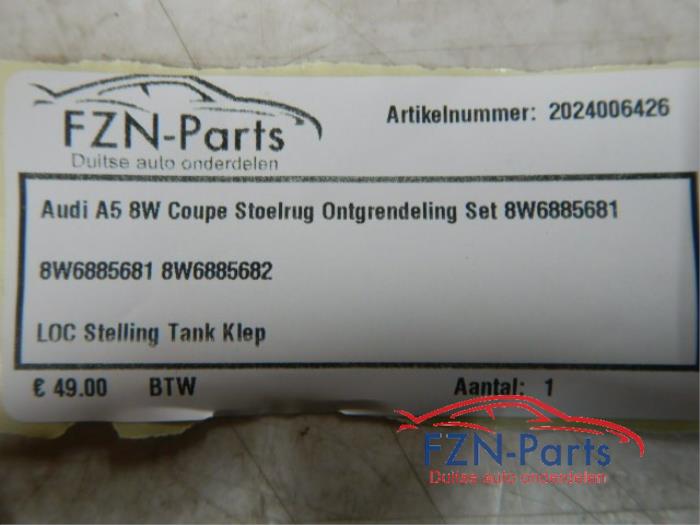 FZN-Parts
Duitse auto onderdelen
Artikelnummer: 2024006426
Audi A5 8W Coupe Stoelrug Ontgrendeling Set 8W6885681
8W6885681 8W6885682
LOC Stelling Tank Klep
€ 49.00 BTW Aantal: 1
FZN-Parts
Duitse auto onderdelen